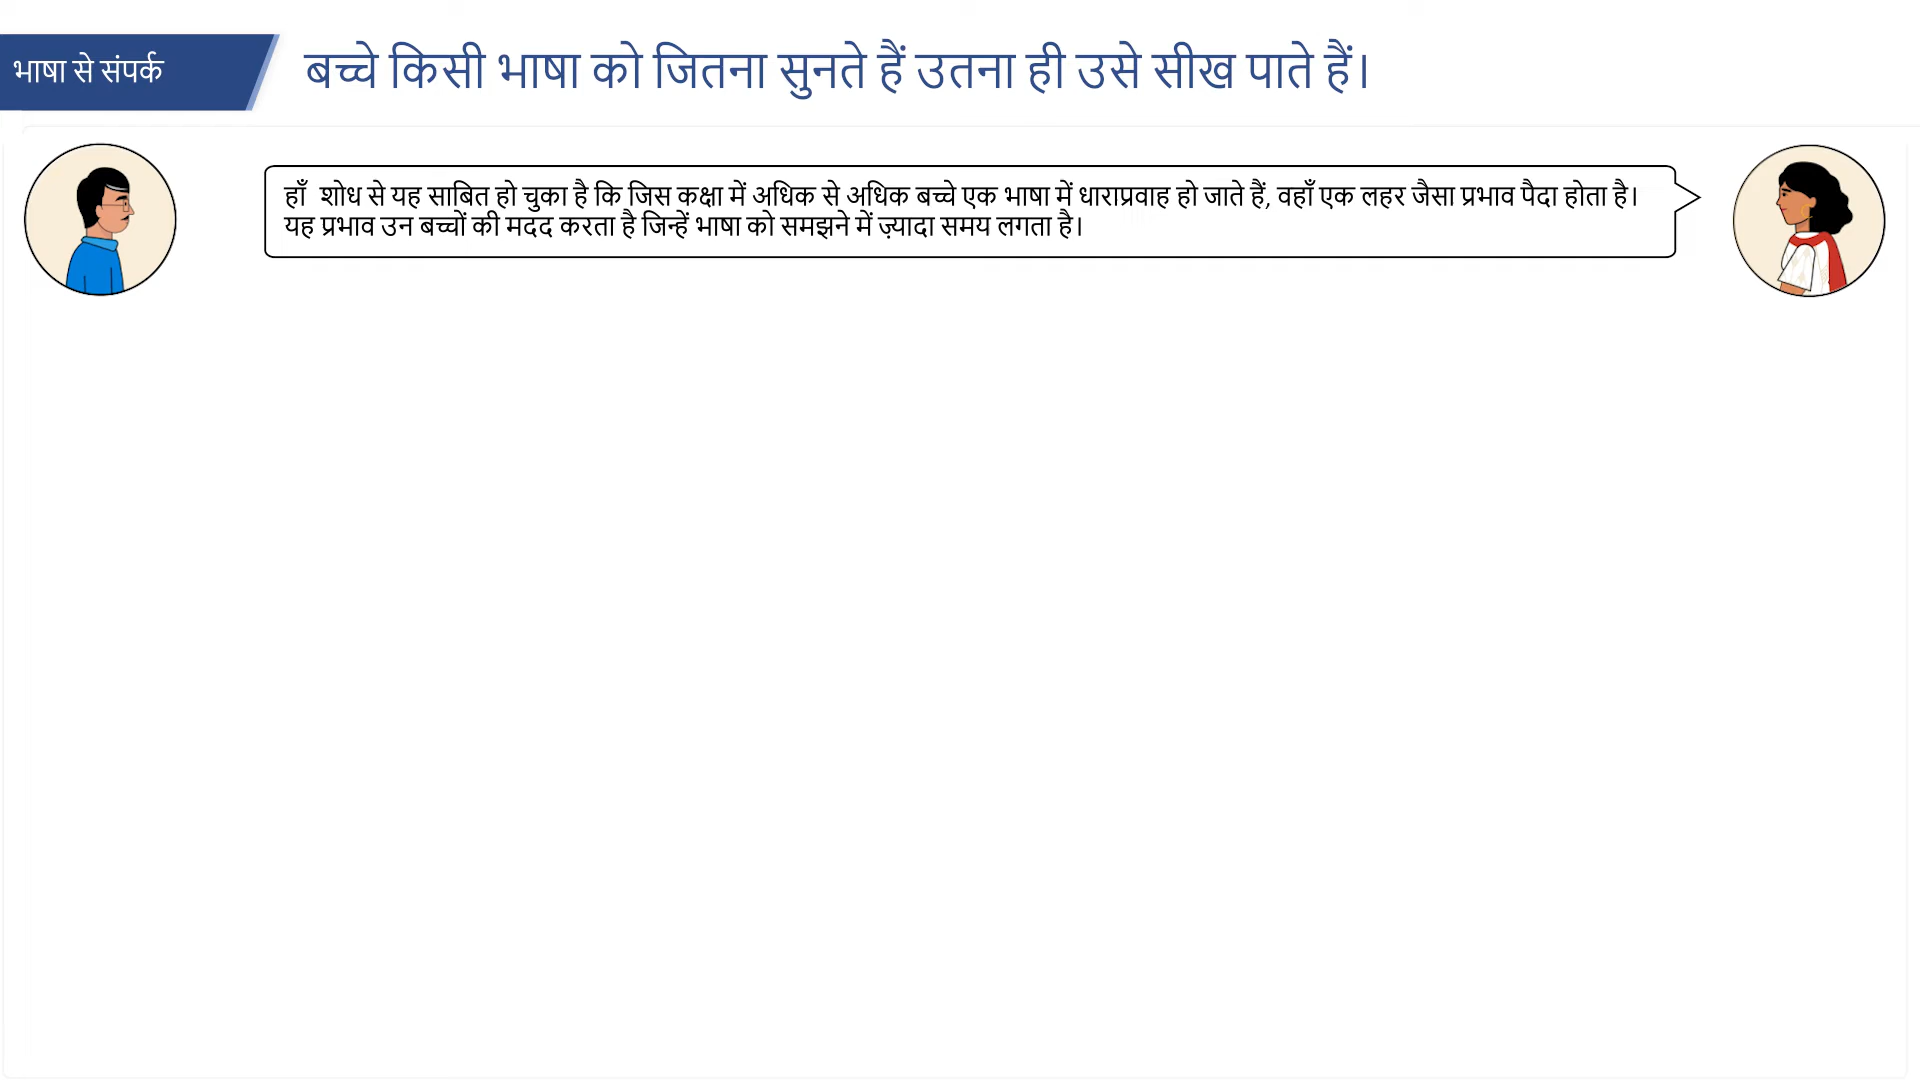 भाषा से संपर्क
बच्चे किसी भाषा को जितना सुनते हैं उतना ही उसे सीख पाते हैं।
हाँ  शोध से यह साबित हो चुका है कि जिस कक्षा में अधिक से अधिक बच्चे एक भाषा में धाराप्रवाह हो जाते हैं, वहाँ एक लहर जैसा प्रभाव पैदा होता है।
यह प्रभाव उन बच्चों की मदद करता है जिन्हें भाषा को समझने में ज़्यादा समय लगता है।